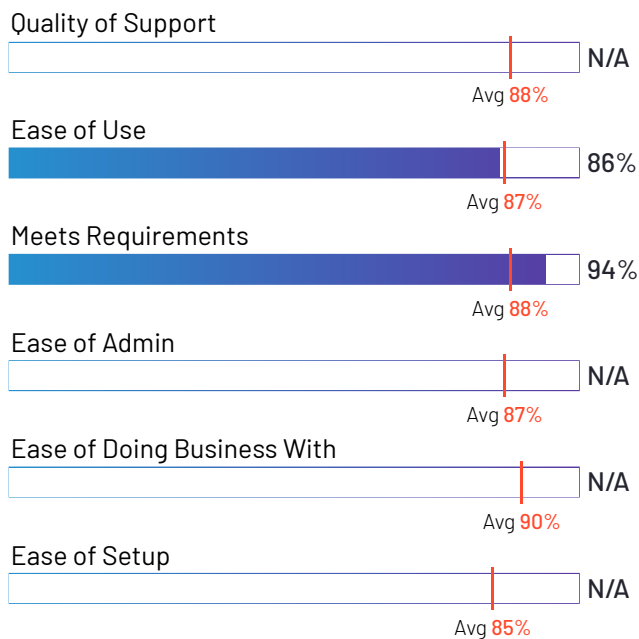 Quality of Support
N/A
Avg 88%
Ease of Use
86%
Avg 87%
Meets Requirements
94%
Avg 88%
Ease of Admin
N/A
Avg 87%
Ease of Doing Business With
N/A
Avg 90%
Ease of Setup
N/A
Avg 85%